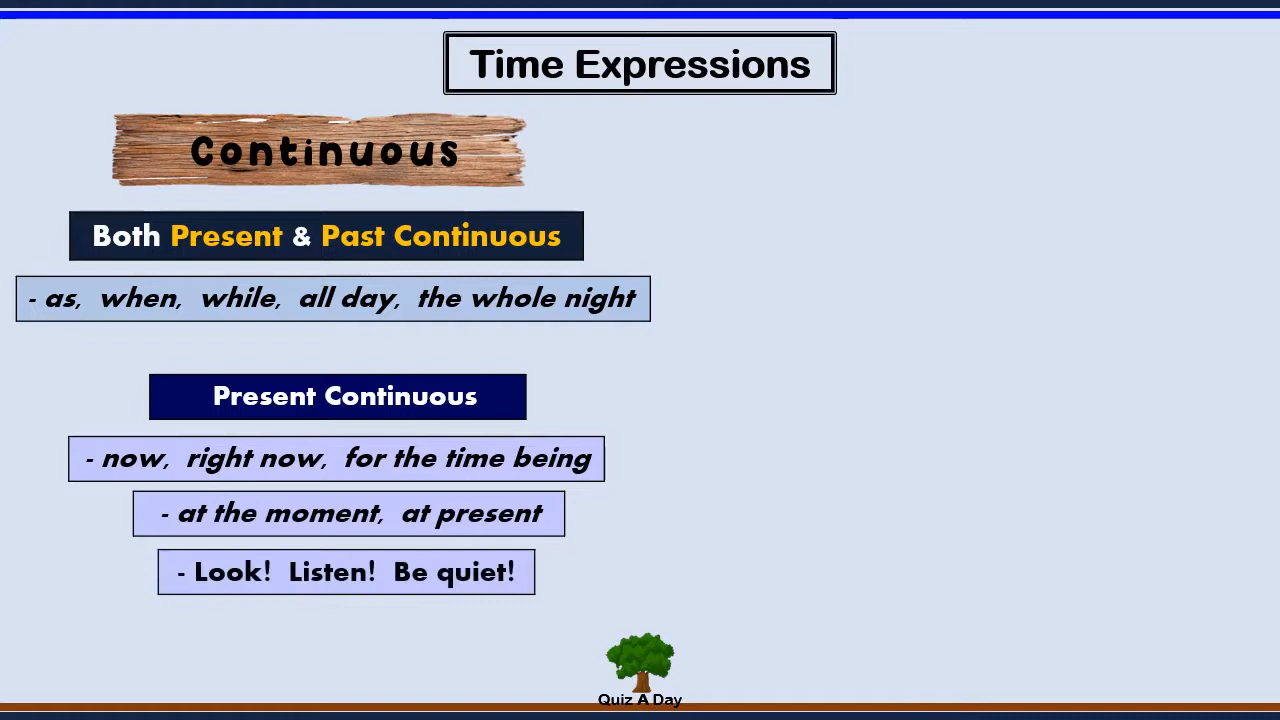 Time Expressions
Continuous
Both Present & Past Continuous
- as, when, while, all day, the whole night
Present Continuous
- now, right now, for the time being
- at the moment, at present
- Look! Listen! Be quiet!
Quiz A Day